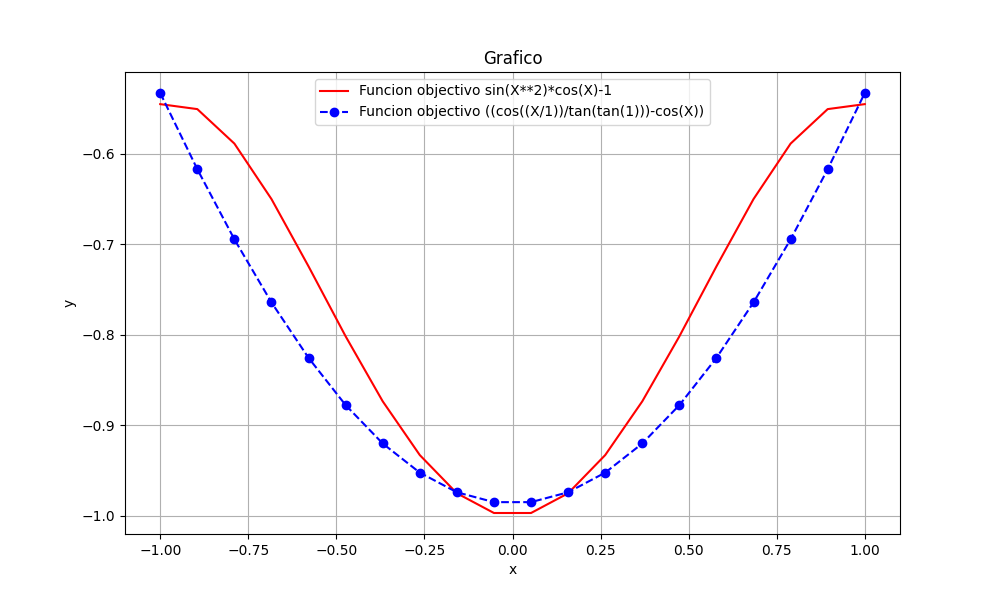 Grafico
Funcion objectivo sin(X**2)*cos(X)-1
Funcion objectivo ((cos((X/1))/tan(tan(1)))-cos(X))
y
−0.6
−0.7
−0.8
−0.9
−1.0
−1.00 −0.75 −0.50 −0.25 0.00 0.25 0.50 0.75 1.00
x